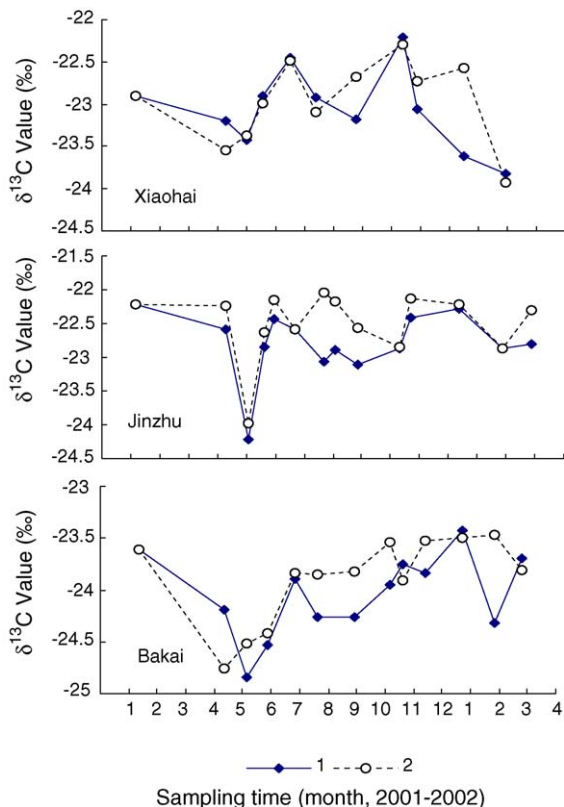 -22
-22.5
-23
-23.5
-24
-24.5
δ¹³C Value (‰)
Xiaohai
-21.5
-22
-22.5
-23
-23.5
-24
-24.5
δ¹³C Value (‰)
Jinzhu
-23
-23.5
-24
-24.5
-25
δ¹³C Value (‰)
Bakai
1 2 3 4 5 6 7 8 9 10 11 12 1 2 3 4
1 2
Sampling time (month, 2001-2002)